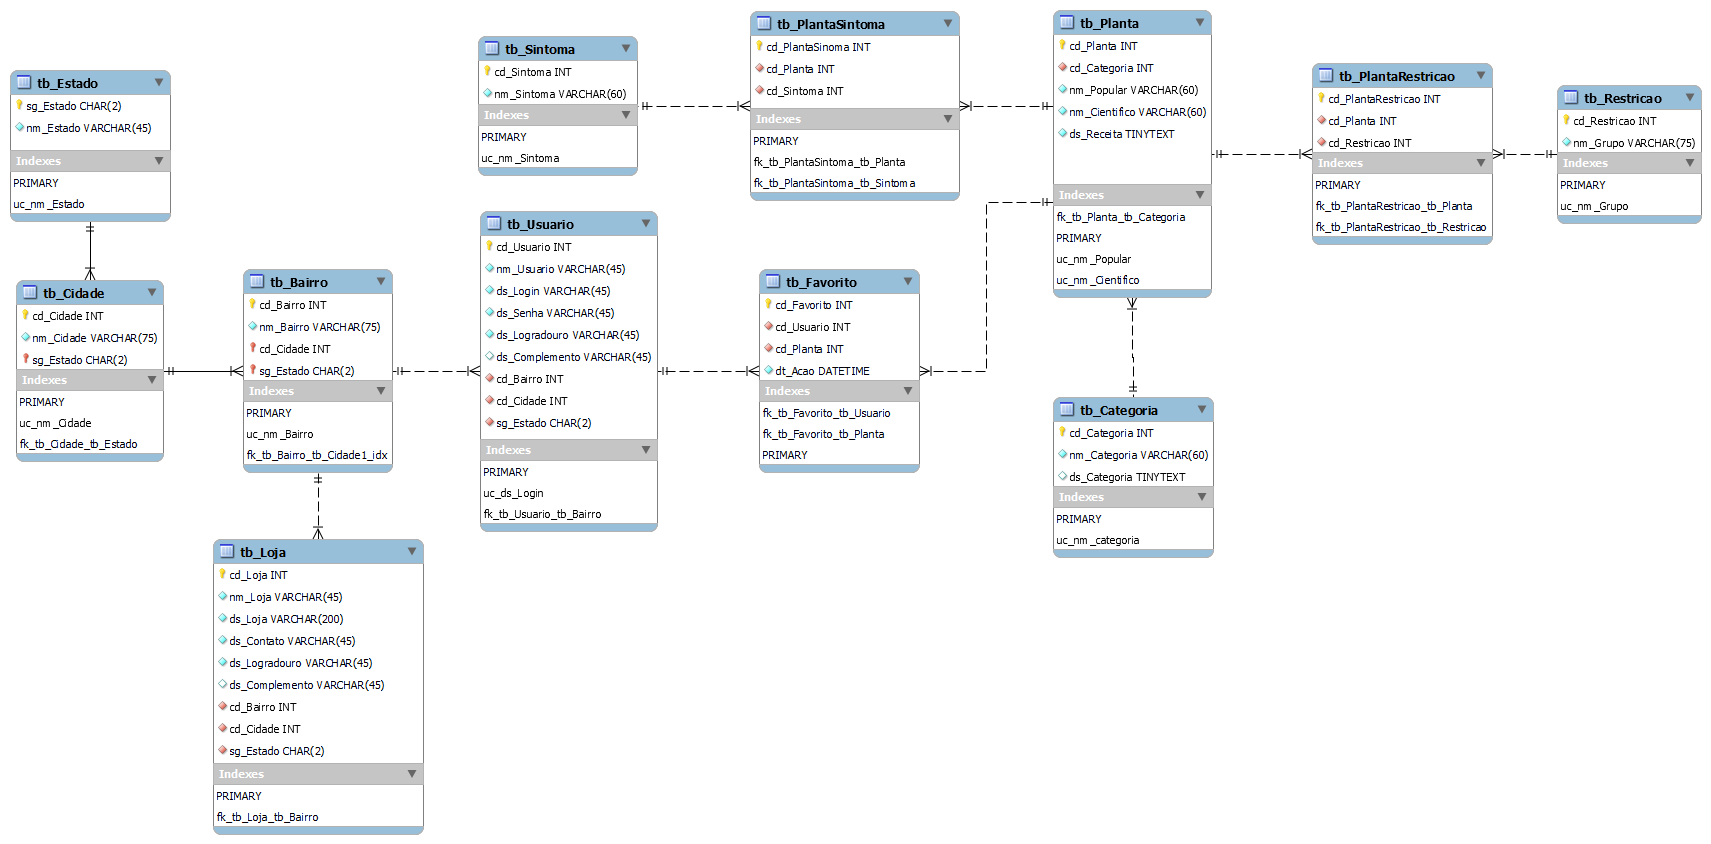 tb_Estado
sg_Estado CHAR(2)
nm_Estado VARCHAR(45)
Indexes
PRIMARY
uc_nm_Estado
tb_Cidade
cd_Cidade INT
nm_Cidade VARCHAR(75)
sg_Estado CHAR(2)
Indexes
PRIMARY
uc_nm_Cidade
fk_tb_Cidade_tb_Estado
tb_Bairro
cd_Bairro INT
nm_Bairro VARCHAR(75)
cd_Cidade INT
sg_Estado CHAR(2)
Indexes
PRIMARY
uc_nm_Bairro
fk_tb_Bairro_tb_Cidade1_idx
tb_Loja
cd_Loja INT
nm_Loja VARCHAR(45)
ds_Loja VARCHAR(200)
ds_Contato VARCHAR(45)
ds_Logradouro VARCHAR(45)
ds_Complemento VARCHAR(45)
cd_Bairro INT
cd_Cidade INT
sg_Estado CHAR(2)
Indexes
PRIMARY
fk_tb_Loja_tb_Bairro
tb_Sintoma
cd_Sintoma INT
nm_Sintoma VARCHAR(60)
Indexes
PRIMARY
uc_nm_Sintoma
tb_Usuario
cd_Usuario INT
nm_Usuario VARCHAR(45)
ds_Login VARCHAR(45)
ds_Senha VARCHAR(45)
ds_Logradouro VARCHAR(45)
ds_Complemento VARCHAR(45)
cd_Bairro INT
cd_Cidade INT
sg_Estado CHAR(2)
Indexes
PRIMARY
uc_ds_Login
fk_tb_Usuario_tb_Bairro
tb_PlantaSintoma
cd_PlantaSinoma INT
cd_Planta INT
cd_Sintoma INT
Indexes
PRIMARY
fk_tb_PlantaSintoma_tb_Planta
fk_tb_PlantaSintoma_tb_Sintoma
tb_Favorito
cd_Favorito INT
cd_Usuario INT
cd_Planta INT
dt_Acao DATETIME
Indexes
fk_tb_Favorito_tb_Usuario
fk_tb_Favorito_tb_Planta
PRIMARY
tb_Planta
cd_Planta INT
cd_Categoria INT
nm_Popular VARCHAR(60)
nm_Cientifico VARCHAR(60)
ds_Receita TINYTEXT
Indexes
fk_tb_Planta_tb_Categoria
PRIMARY
uc_nm_Popular
uc_nm_Cientifico
tb_Categoria
cd_Categoria INT
nm_Categoria VARCHAR(60)
ds_Categoria TINYTEXT
Indexes
PRIMARY
uc_nm_categoria
tb_PlantaRestricao
cd_PlantaRestricao INT
cd_Planta INT
cd_Restricao INT
Indexes
PRIMARY
fk_tb_PlantaRestricao_tb_Planta
fk_tb_PlantaRestricao_tb_Restricao
tb_Restricao
cd_Restricao INT
nm_Grupo VARCHAR(75)
Indexes
PRIMARY
uc_nm_Grupo